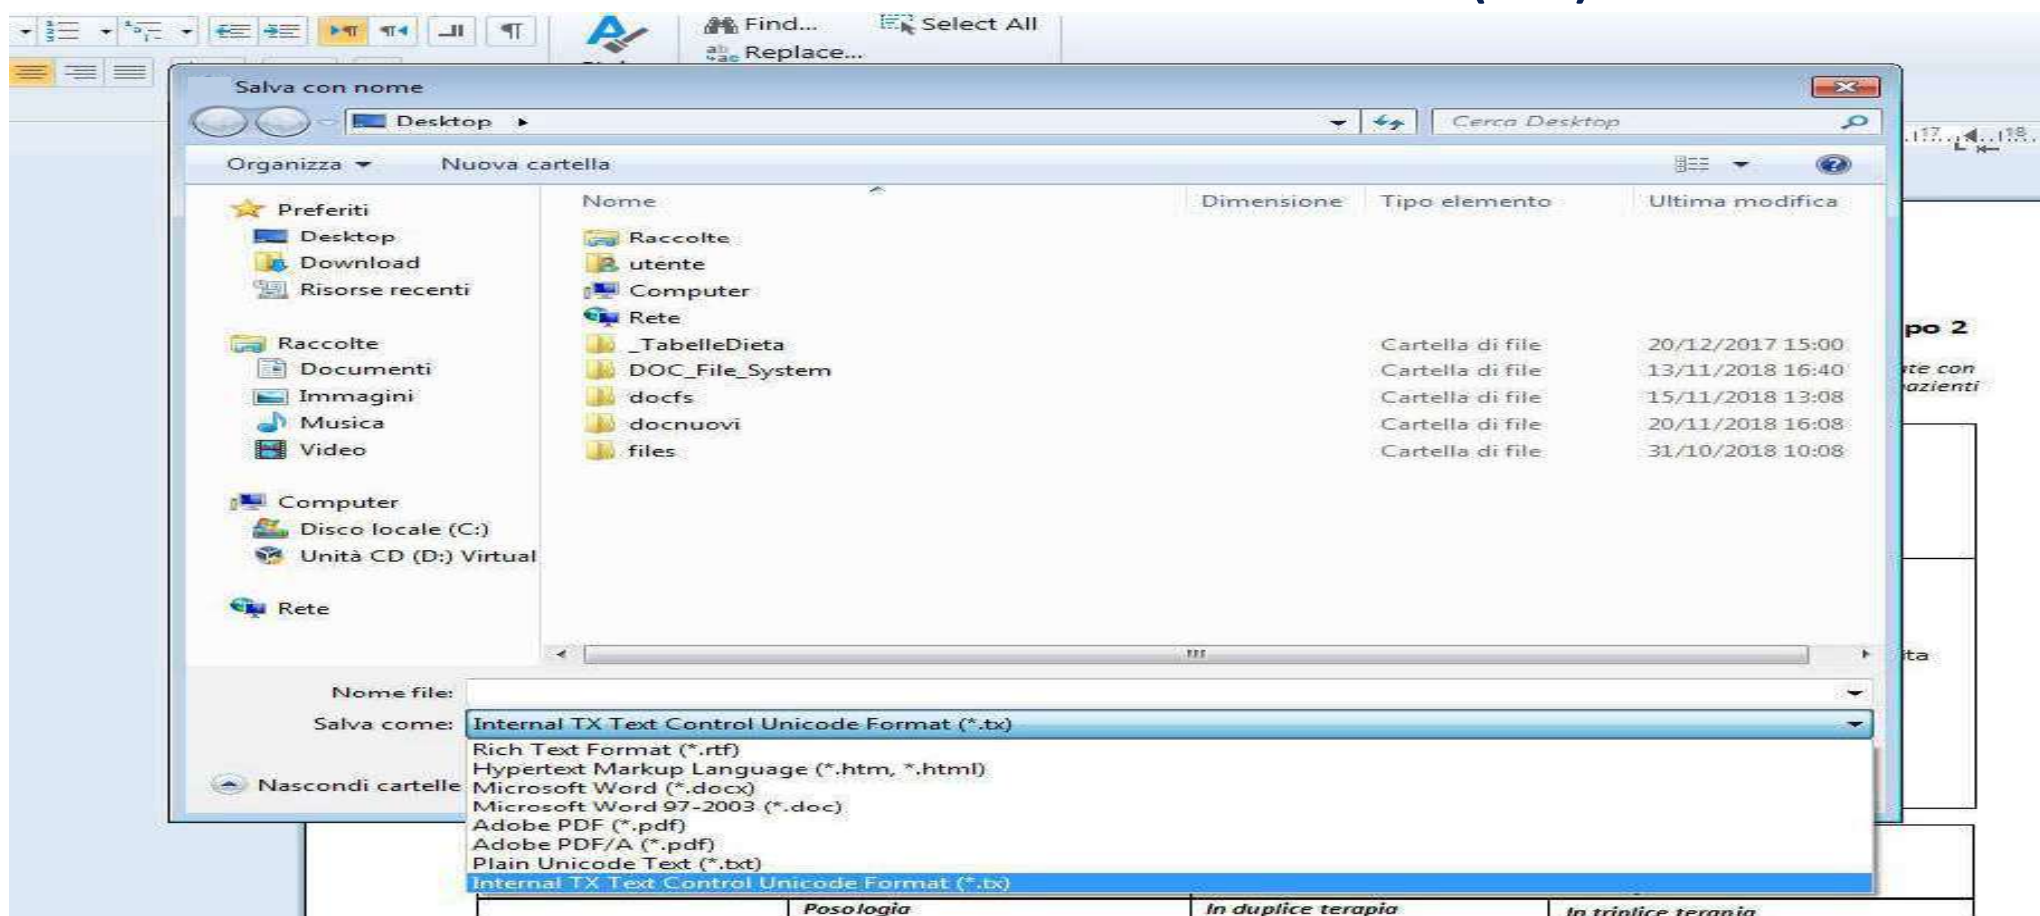 Find... Select All
Replace...
Salva con nome
Desktop Cerca Desktop
17 18
Organizza Nuova cartella
Nome Dimensione Tipo elemento Ultima modifica
Preferiti
Desktop
Download
Risorse recenti
Raccolte
Documenti
Immagini
Musica
Video
Computer
Disco locale (C:)
Unità CD (D:) Virtual
Rete
Raccolte
utente
Computer
Rete
_TabelleDieta Cartella di file 20/12/2017 15:00
DOC_File_System Cartella di file 13/11/2018 16:40
docfs Cartella di file 15/11/2018 13:08
docnuovi Cartella di file 20/11/2018 16:08
files Cartella di file 31/10/2018 10:08
po 2
con
azienti
ita
Nome file:
Salva come: Internal TX Text Control Unicode Format (*.tx)
Rich Text Format (*.rtf)
Hypertext Markup Language (*.htm, *.html)
Nascondi cartelle
Microsoft Word (*.docx)
Microsoft Word 97-2003 (*.doc)
Adobe PDF (*.pdf)
Adobe PDF/A (*.pdf)
Plain Unicode Text (*.txt)
Internal TX Text Control Unicode Format (*.tx)
Posologia In duplice terapia In triplice terapia